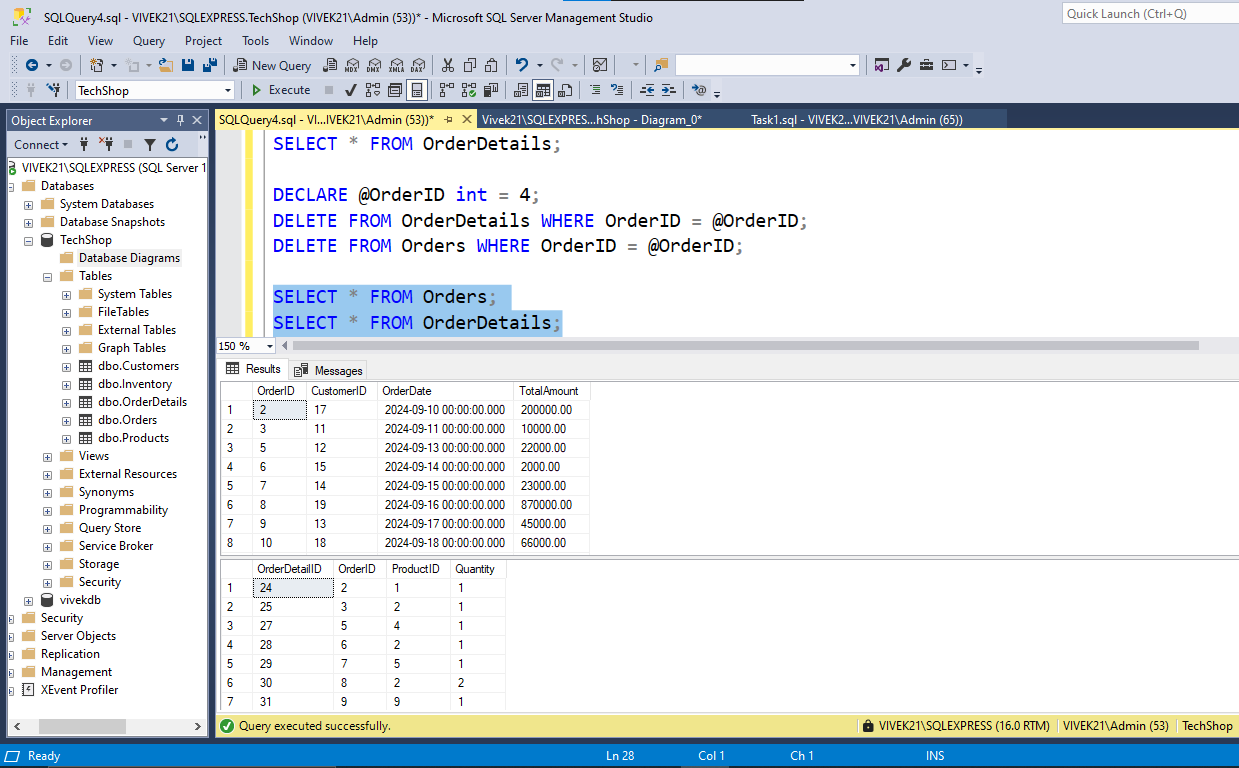 SQLQuery4.sql - VIVEK21\SQLEXPRESS.TechShop (VIVEK21\Admin (53))* - Microsoft SQL Server Management Studio
Quick Launch (Ctrl+Q)
File Edit View Query Project Tools Window Help
New Query MDX DMX XMLA DAX
TechShop Execute
Object Explorer
SQLQuery4.sql - VI...IVEK21\Admin (53))* Vivek21\SQLEXPRES...hShop - Diagram_0* Task1.sql - VIVEK2...VIVEK21\Admin (65))
Connect
VIVEK21\SQLEXPRESS (SQL Server 1
Databases
System Databases
Database Snapshots
TechShop
Database Diagrams
Tables
System Tables
FileTables
External Tables
Graph Tables
dbo.Customers
dbo.Inventory
dbo.OrderDetails
dbo.Orders
dbo.Products
Views
External Resources
Synonyms
Programmability
Query Store
Service Broker
Storage
Security
vivekdb
Security
Server Objects
Replication
Management
XEvent Profiler
SELECT * FROM OrderDetails;
DECLARE @OrderID int = 4;
DELETE FROM OrderDetails WHERE OrderID = @OrderID;
DELETE FROM Orders WHERE OrderID = @OrderID;
SELECT * FROM Orders;
SELECT * FROM OrderDetails;
150 %
Results Messages
OrderID CustomerID OrderDate TotalAmount
1 2 17 2024-09-10 00:00:00.000 200000.00
2 3 11 2024-09-11 00:00:00.000 10000.00
3 5 12 2024-09-13 00:00:00.000 22000.00
4 6 15 2024-09-14 00:00:00.000 2000.00
5 7 14 2024-09-15 00:00:00.000 23000.00
6 8 19 2024-09-16 00:00:00.000 870000.00
7 9 13 2024-09-17 00:00:00.000 45000.00
8 10 18 2024-09-18 00:00:00.000 66000.00
OrderDetailID OrderID ProductID Quantity
1 24 2 1 1
2 25 3 2 1
3 27 5 4 1
4 28 6 2 1
5 29 7 5 1
6 30 8 2 2
7 31 9 9 1
Query executed successfully. VIVEK21\SQLEXPRESS (16.0 RTM) VIVEK21\Admin (53) TechShop
Ready Ln 28 Col 1 Ch 1 INS